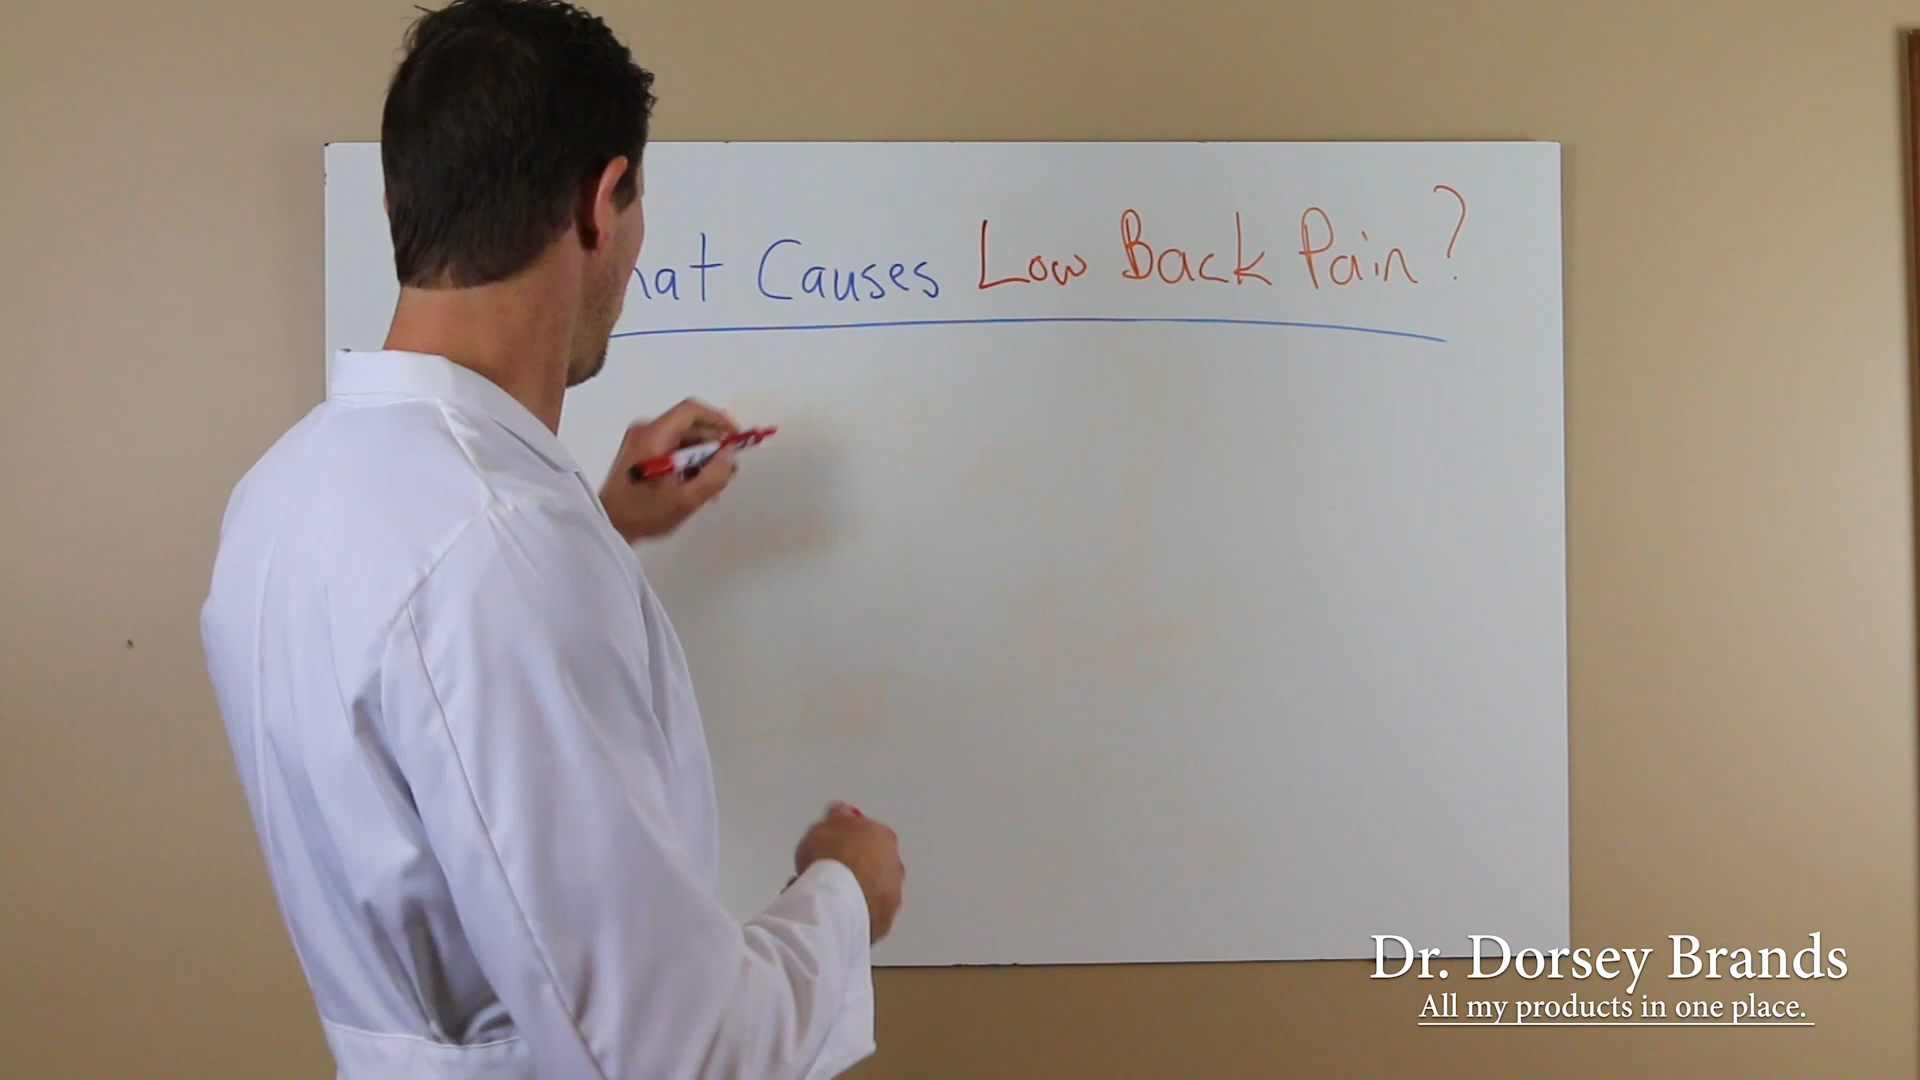 hat Causes Low Back Pain?
Dr. Dorsey Brands
All my products in one place.